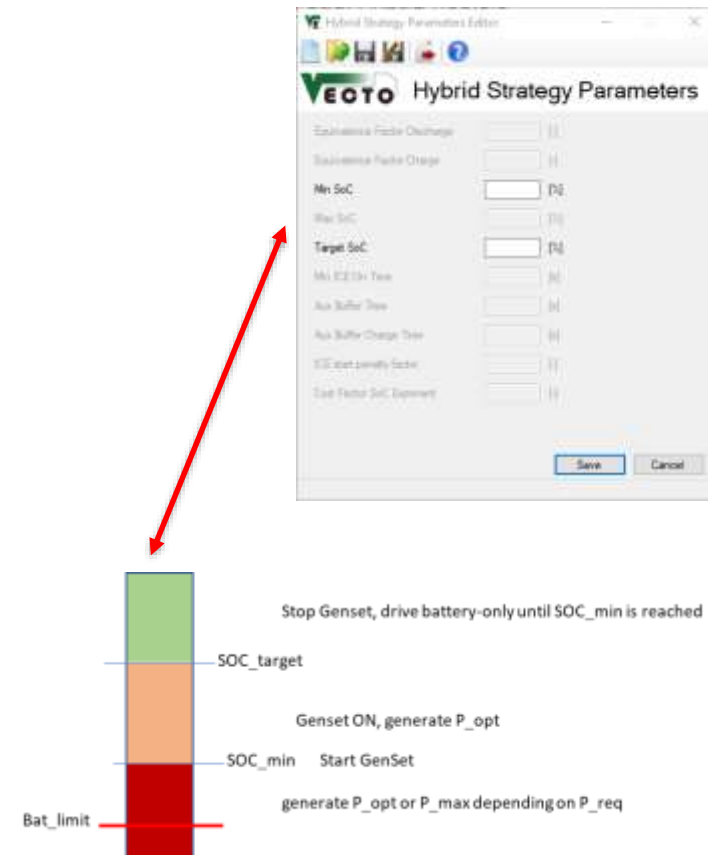 Hybrid Strategy Parameters Editor
VECTO Hybrid Strategy Parameters
Equivalence Factor Discharge [-]
Equivalence Factor Charge [-]
Min SoC [%]
Max SoC [%]
Target SoC [%]
Min ICE On Time [s]
Aux Buffer Time [s]
Aux Buffer Charge Time [s]
ICE start penalty factor [-]
Cost Factor SoC Exponent [-]
Save Cancel
Stop Genset, drive battery-only until SOC_min is reached
SOC_target
Genset ON, generate P_opt
SOC_min Start GenSet
generate P_opt or P_max depending on P_req
Bat_limit